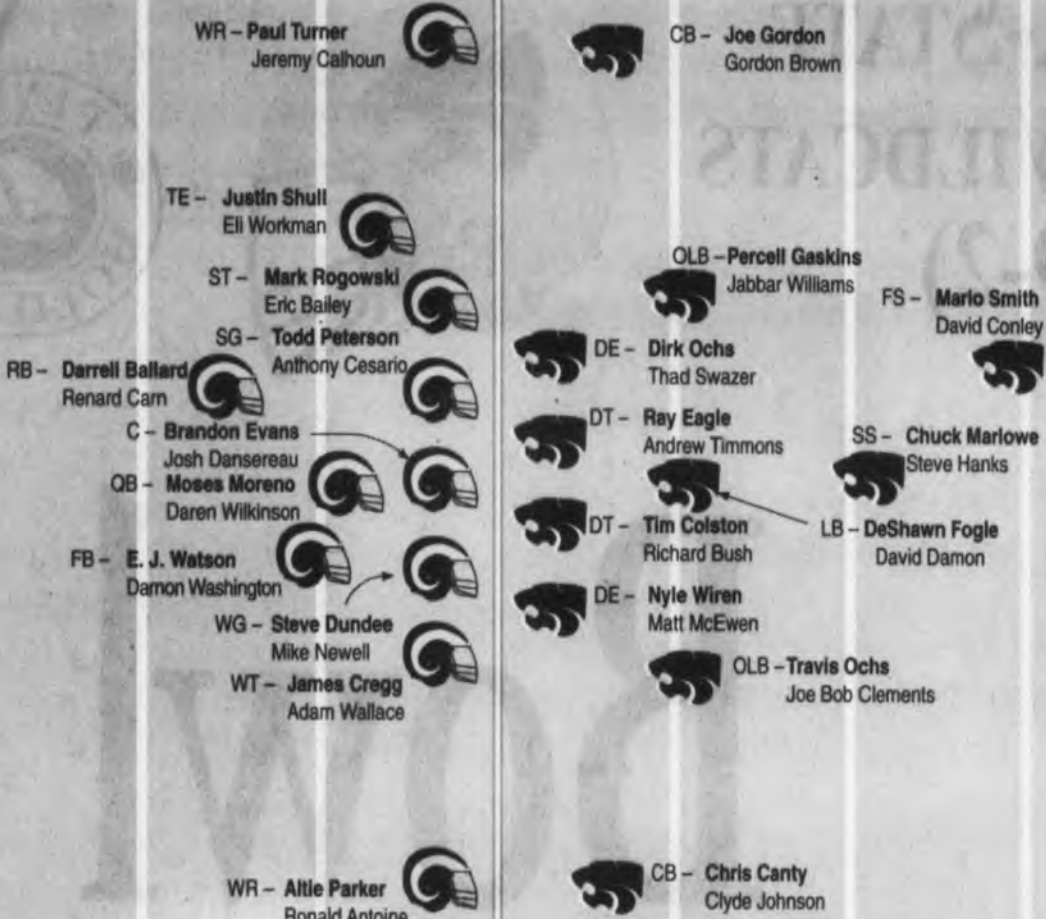 WR – Paul Turner
Jeremy Calhoun
CB – Joe Gordon
Gordon Brown
TE – Justin Shull
Eli Workman
ST – Mark Rogowski
Eric Bailey
SG – Todd Peterson
Anthony Cesario
RB – Darrell Ballard
Renard Carn
C – Brandon Evans
Josh Dansereau
QB – Moses Moreno
Daren Wilkinson
FB – E. J. Watson
Damon Washington
WG – Steve Dundee
Mike Newell
WT – James Cregg
Adam Wallace
WR – Altie Parker
Ronald Antoine
OLB – Percell Gaskins
Jabbar Williams
FS – Mario Smith
David Conley
DE – Dirk Ochs
Thad Swazer
DT – Ray Eagle
Andrew Timmons
SS – Chuck Marlowe
Steve Hanks
DT – Tim Colston
Richard Bush
LB – DeShawn Fogle
David Damon
DE – Nyle Wiren
Matt McEwen
OLB – Travis Ochs
Joe Bob Clements
CB – Chris Canty
Clyde Johnson